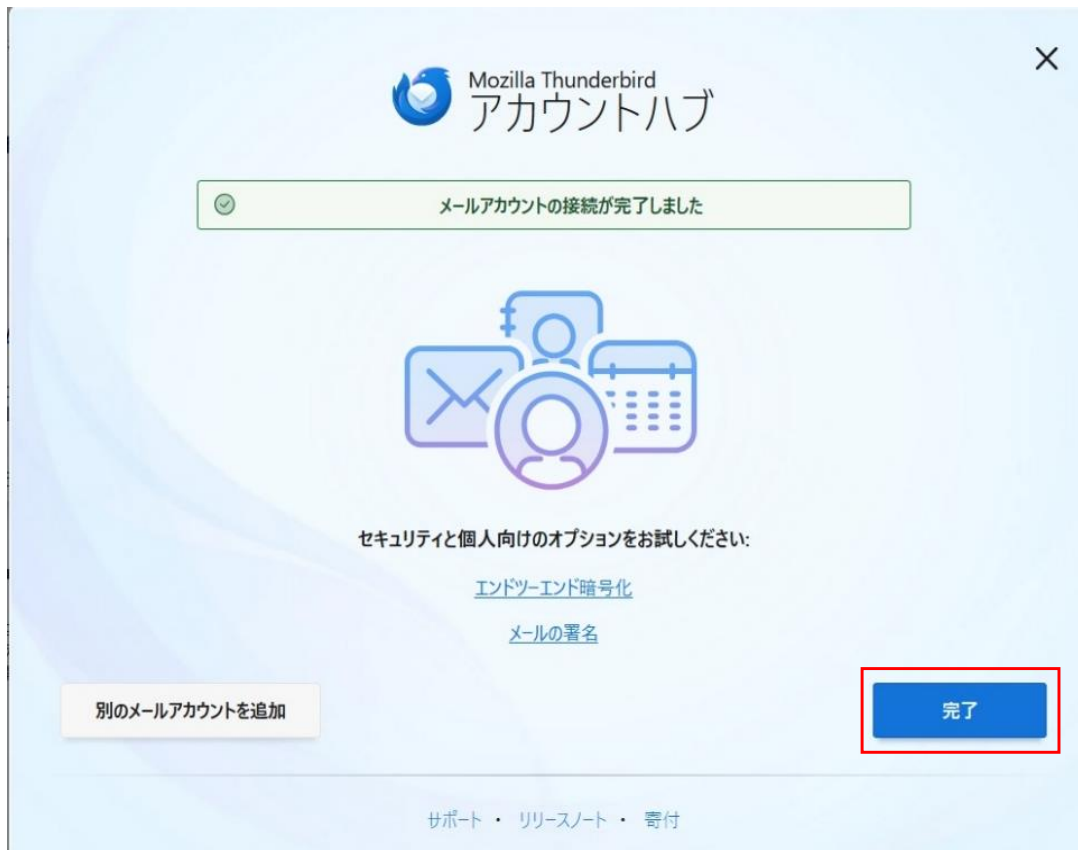 Mozilla Thunderbird
アカウントハブ
メールアカウントの接続が完了しました
セキュリティと個人向けのオプションをお試しください:
エンドツーエンド暗号化
メールの署名
別のメールアカウントを追加
完了
サポート ・ リリースノート ・ 寄付